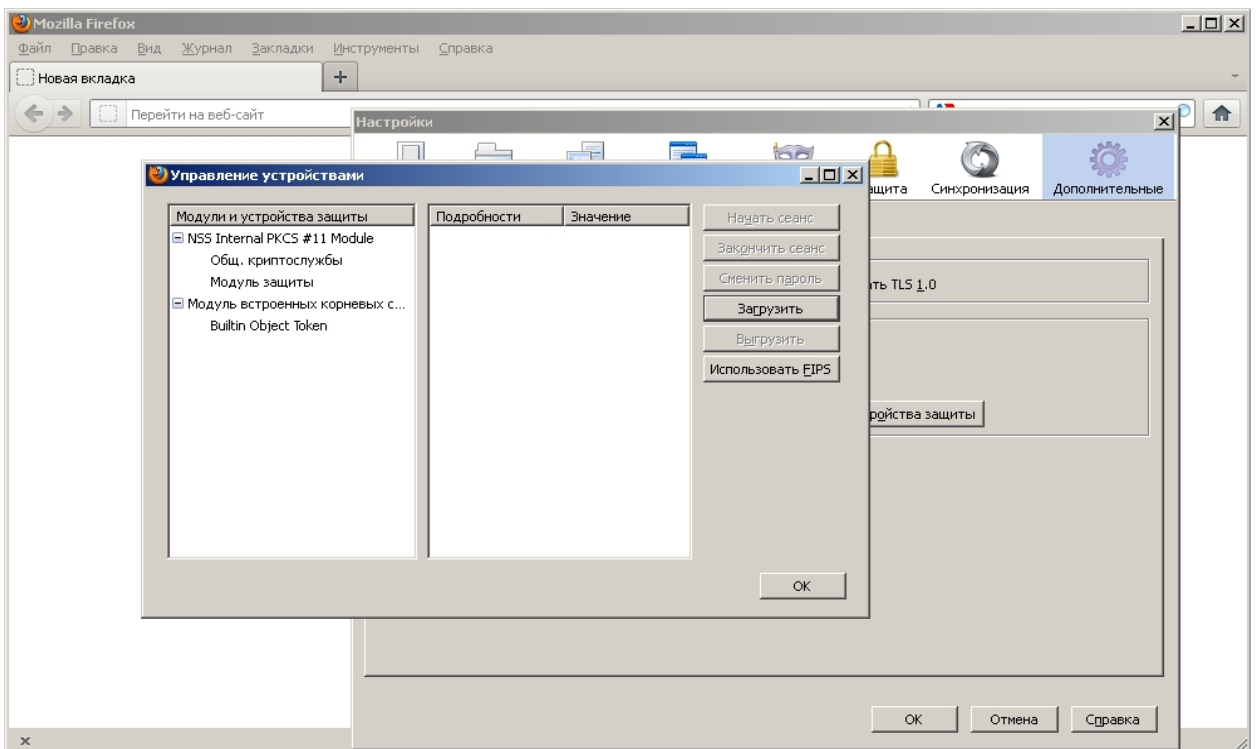 Mozilla Firefox
Файл Правка Вид Журнал Закладки Инструменты Справка
Новая вкладка
Перейти на веб-сайт
Настройки
Синхронизация Дополнительные
Управление устройствами
Модули и устройства защиты Подробности Значение
NSS Internal PKCS #11 Module
Общ. криптослужбы
Модуль защиты
Модуль встроенных корневых с...
Builtin Object Token
Начать сеанс
Закончить сеанс
Сменить пароль
Загрузить
Выгрузить
Использовать FIPS
OK
TLS 1.0
защиты
OK Отмена Справка